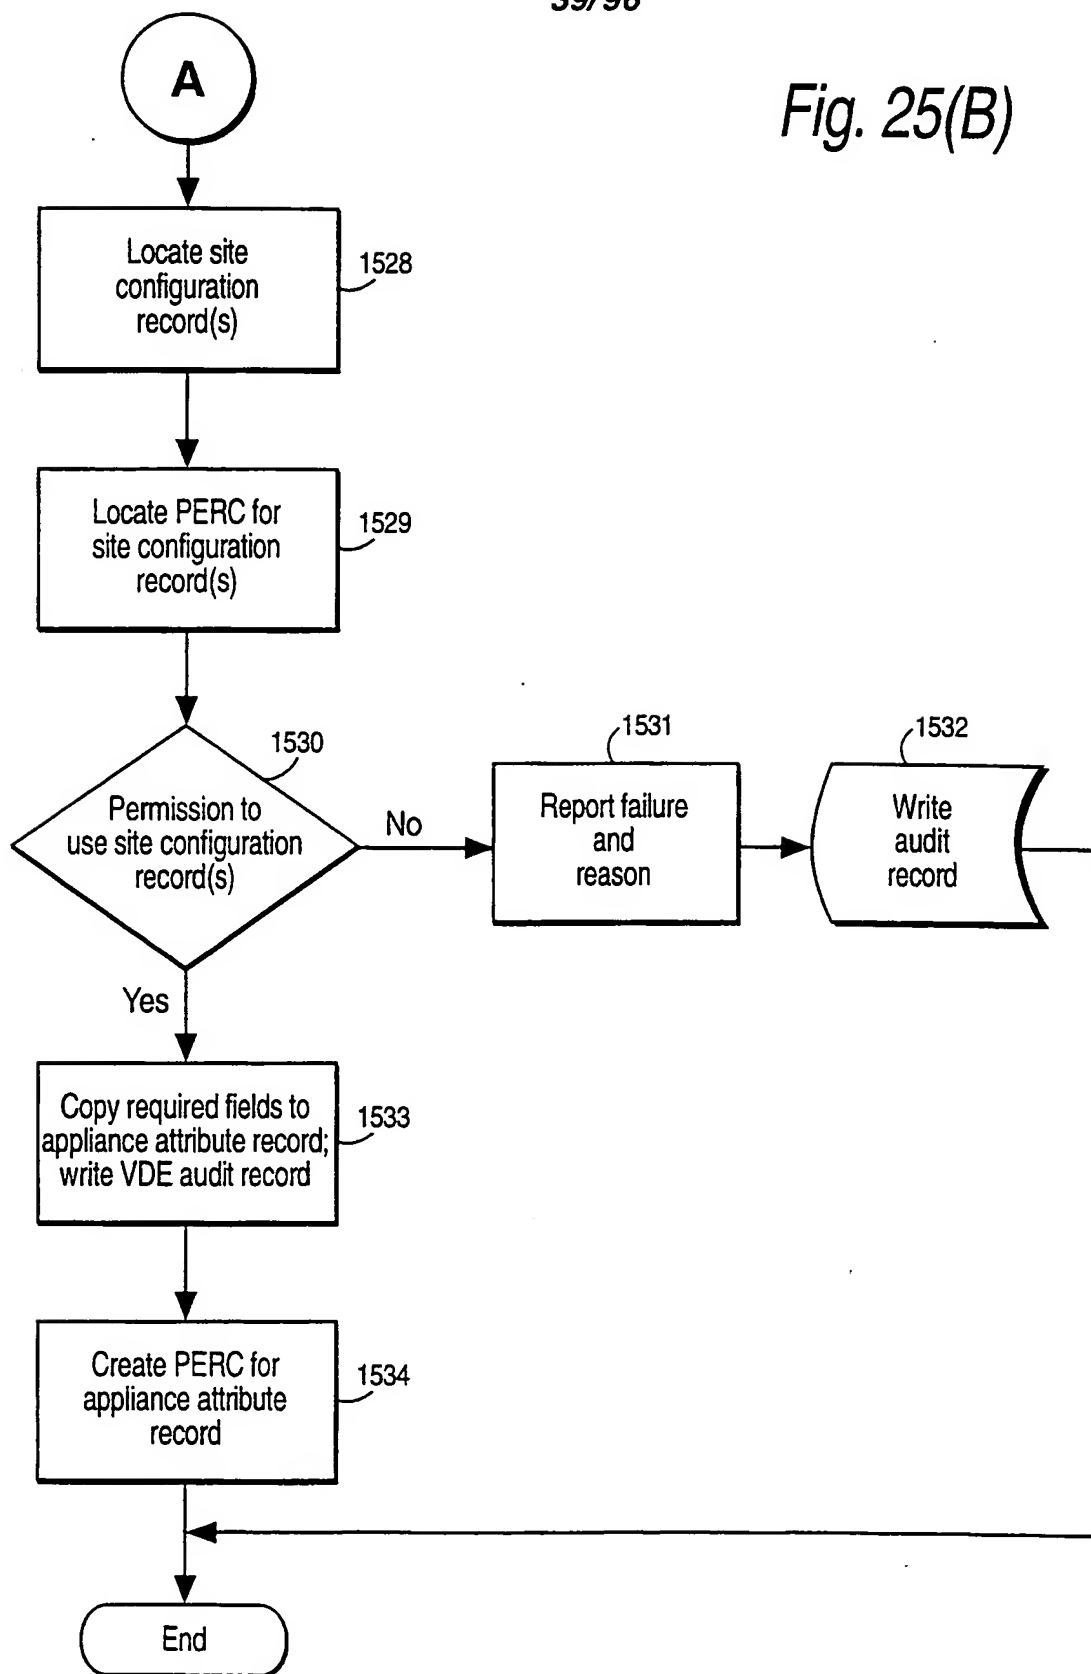 A
Fig. 25(B)
Locate site
configuration
record(s)
1528
Locate PERC for
site configuration
record(s)
1529
1530
Permission to
use site configuration
record(s)
No
1531
Report failure
and
reason
1532
Write
audit
record
Yes
Copy required fields to
appliance attribute record;
write VDE audit record
1533
Create PERC for
appliance attribute
record
1534
End